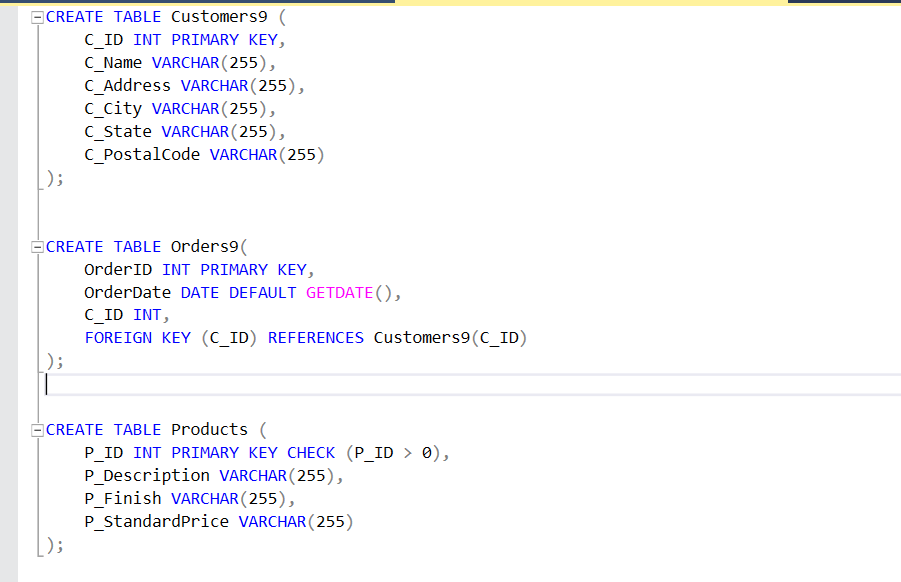 CREATE TABLE Customers9 (
C_ID INT PRIMARY KEY,
C_Name VARCHAR(255),
C_Address VARCHAR(255),
C_City VARCHAR(255),
C_State VARCHAR(255),
C_PostalCode VARCHAR(255)
);
CREATE TABLE Orders9(
OrderID INT PRIMARY KEY,
OrderDate DATE DEFAULT GETDATE(),
C_ID INT,
FOREIGN KEY (C_ID) REFERENCES Customers9(C_ID)
);
CREATE TABLE Products (
P_ID INT PRIMARY KEY CHECK (P_ID > 0),
P_Description VARCHAR(255),
P_Finish VARCHAR(255),
P_StandardPrice VARCHAR(255)
);